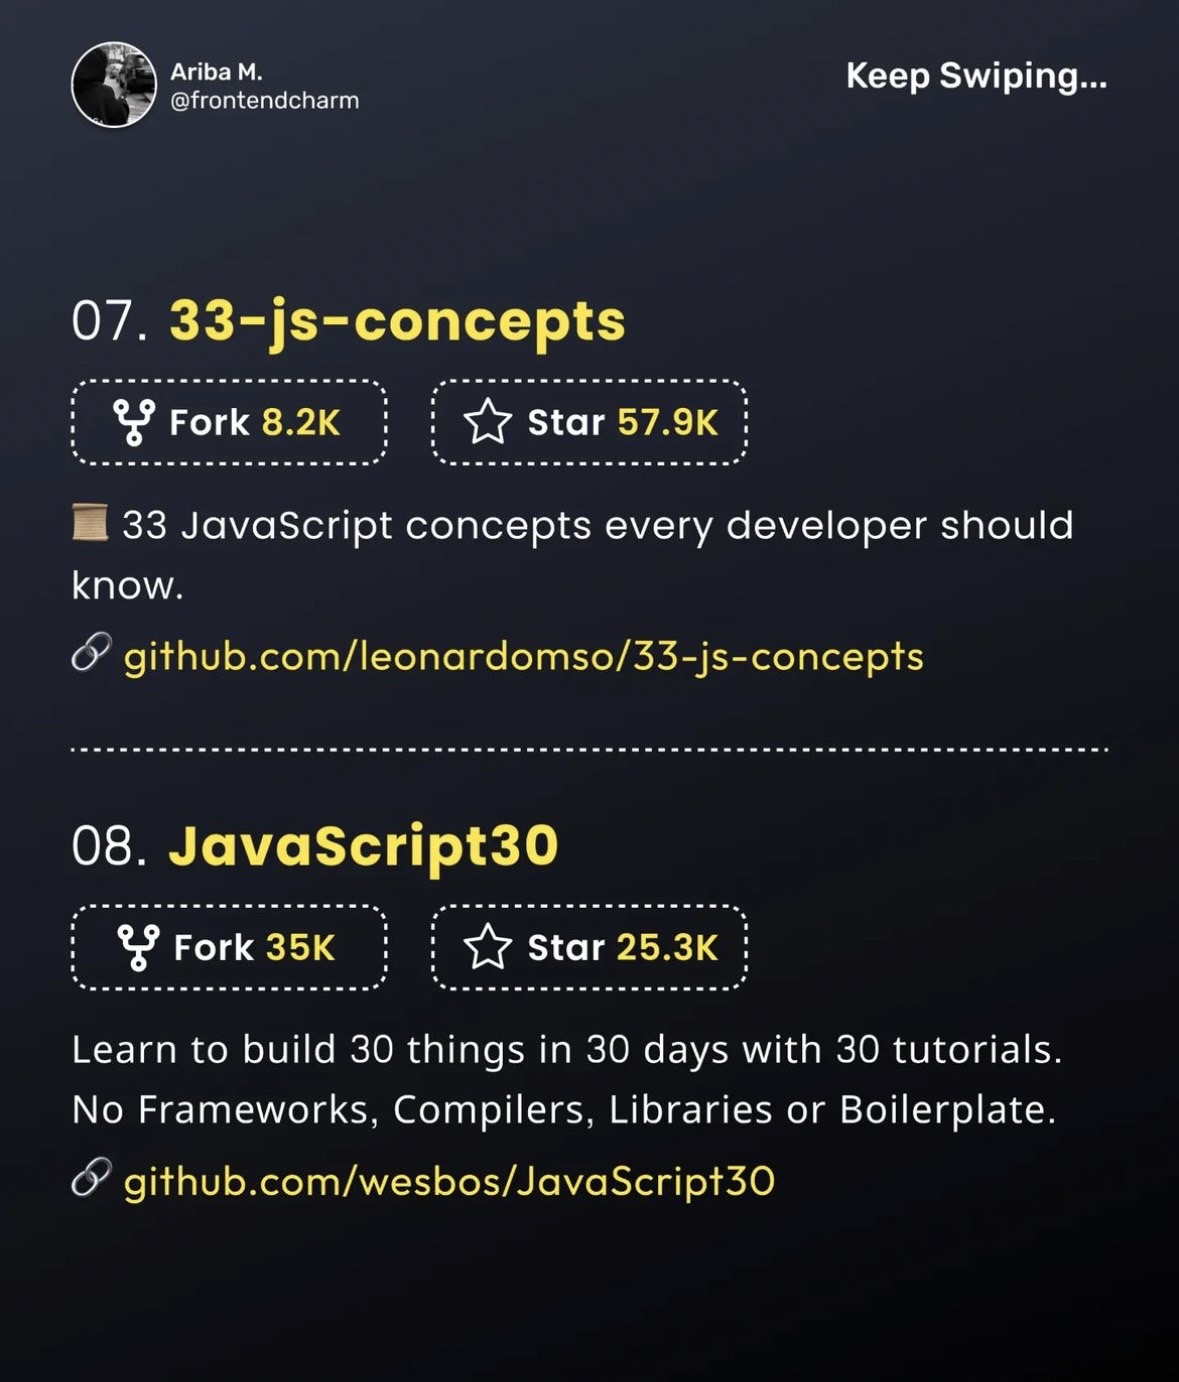 Ariba M.
@frontendcharm
Keep Swiping...
07. 33-js-concepts
Fork 8.2K
Star 57.9K
📜 33 JavaScript concepts every developer should
know.
🔗 github.com/leonardomso/33-js-concepts
08. JavaScript30
Fork 35K
Star 25.3K
Learn to build 30 things in 30 days with 30 tutorials.
No Frameworks, Compilers, Libraries or Boilerplate.
🔗 github.com/wesbos/JavaScript30